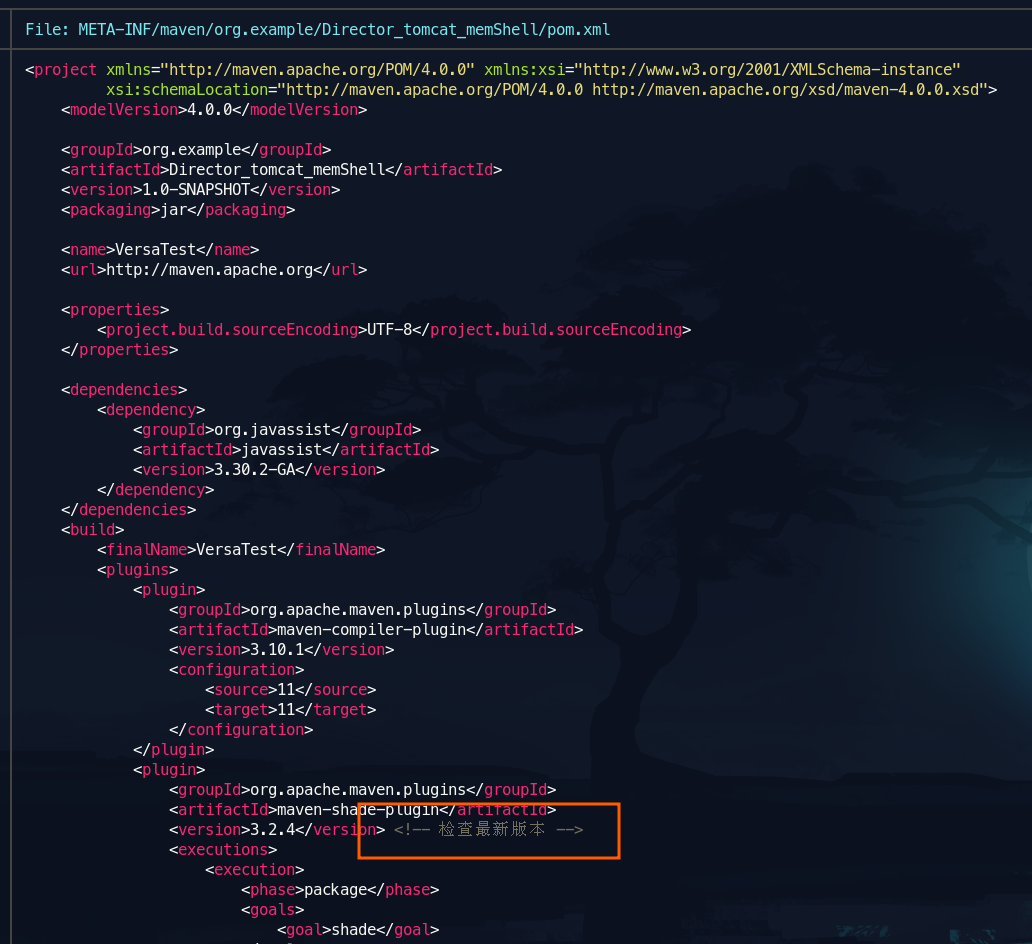 File: META-INF/maven/org.example/Director_tomcat_memShell/pom.xml
<project xmlns="http://maven.apache.org/POM/4.0.0" xmlns:xsi="http://www.w3.org/2001/XMLSchema-instance"
xsi:schemaLocation="http://maven.apache.org/POM/4.0.0 http://maven.apache.org/xsd/maven-4.0.0.xsd">
<modelVersion>4.0.0</modelVersion>
<groupId>org.example</groupId>
<artifactId>Director_tomcat_memShell</artifactId>
<version>1.0-SNAPSHOT</version>
<packaging>jar</packaging>
<name>VersaTest</name>
<url>http://maven.apache.org</url>
<properties>
<project.build.sourceEncoding>UTF-8</project.build.sourceEncoding>
</properties>
<dependencies>
<dependency>
<groupId>org.javassist</groupId>
<artifactId>javassist</artifactId>
<version>3.30.2-GA</version>
</dependency>
</dependencies>
<build>
<finalName>VersaTest</finalName>
<plugins>
<plugin>
<groupId>org.apache.maven.plugins</groupId>
<artifactId>maven-compiler-plugin</artifactId>
<version>3.10.1</version>
<configuration>
<source>11</source>
<target>11</target>
</configuration>
</plugin>
<plugin>
<groupId>org.apache.maven.plugins</groupId>
<artifactId>maven-shade-plugin</artifactId>
<version>3.2.4</version> <!-- 检查最新版本 -->
<executions>
<execution>
<phase>package</phase>
<goals>
<goal>shade</goal>